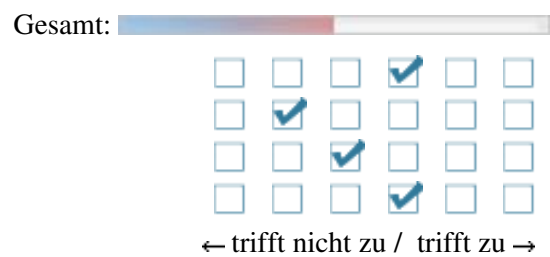 Gesamt:
← trifft nicht zu / trifft zu →